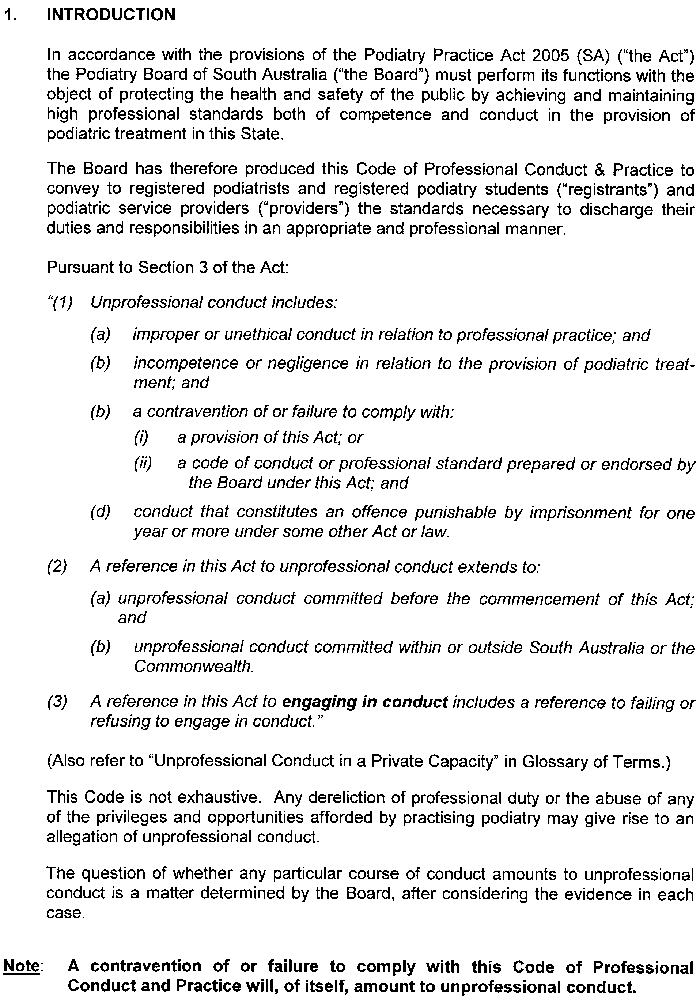 1. INTRODUCTION
In accordance with the provisions of the Podiatry Practice Act 2005 (SA) (“the Act”)
the Podiatry Board of South Australia (“the Board”) must perform its functions with the
object of protecting the health and safety of the public by achieving and maintaining
high professional standards both of competence and conduct in the provision of
podiatric treatment in this State.
The Board has therefore produced this Code of Professional Conduct & Practice to
convey to registered podiatrists and registered podiatry students (“registrants”) and
podiatric service providers (“providers”) the standards necessary to discharge their
duties and responsibilities in an appropriate and professional manner.
Pursuant to Section 3 of the Act:
“(1) Unprofessional conduct includes:
(a) improper or unethical conduct in relation to professional practice; and
(b) incompetence or negligence in relation to the provision of podiatric treat-
ment; and
(b) a contravention of or failure to comply with:
(i) a provision of this Act; or
(ii) a code of conduct or professional standard prepared or endorsed by
the Board under this Act; and
(d) conduct that constitutes an offence punishable by imprisonment for one
year or more under some other Act or law.
(2) A reference in this Act to unprofessional conduct extends to:
(a) unprofessional conduct committed before the commencement of this Act;
and
(b) unprofessional conduct committed within or outside South Australia or the
Commonwealth.
(3) A reference in this Act to engaging in conduct includes a reference to failing or
refusing to engage in conduct.”
(Also refer to “Unprofessional Conduct in a Private Capacity” in Glossary of Terms.)
This Code is not exhaustive. Any dereliction of professional duty or the abuse of any
of the privileges and opportunities afforded by practising podiatry may give rise to an
allegation of unprofessional conduct.
The question of whether any particular course of conduct amounts to unprofessional
conduct is a matter determined by the Board, after considering the evidence in each
case.
Note: A contravention of or failure to comply with this Code of Professional
Conduct and Practice will, of itself, amount to unprofessional conduct.